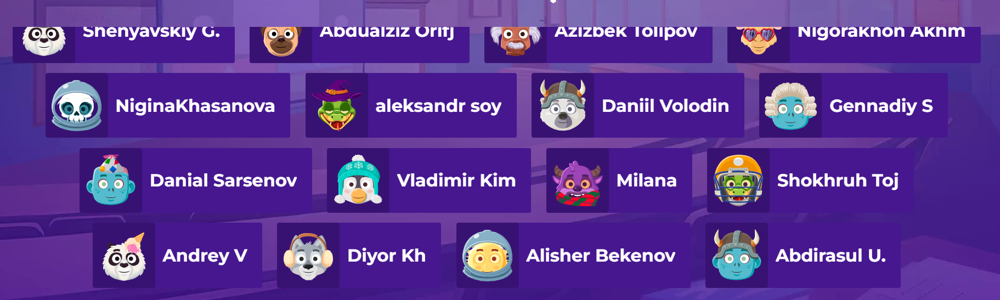 Shenyavskiy G. Abdualziz Orifj Azizbek Tolipov Nigorakhon Akhm
NiginaKhasanova aleksandr soy Daniil Volodin Gennadiy S
Danial Sarsenov Vladimir Kim Milana Shokhruh Toj
Andrey V Diyor Kh Alisher Bekenov Abdirasul U.